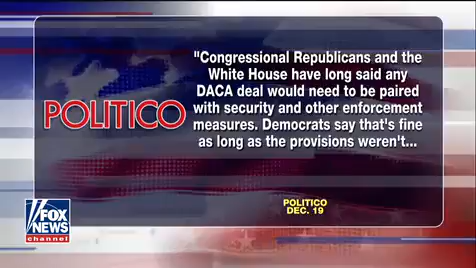 POLITICO
"Congressional Republicans and the
White House have long said any
DACA deal would need to be paired
with security and other enforcement
measures. Democrats say that's fine
as long as the provisions weren't...
POLITICO
DEC. 19
FOX
NEWS
channel